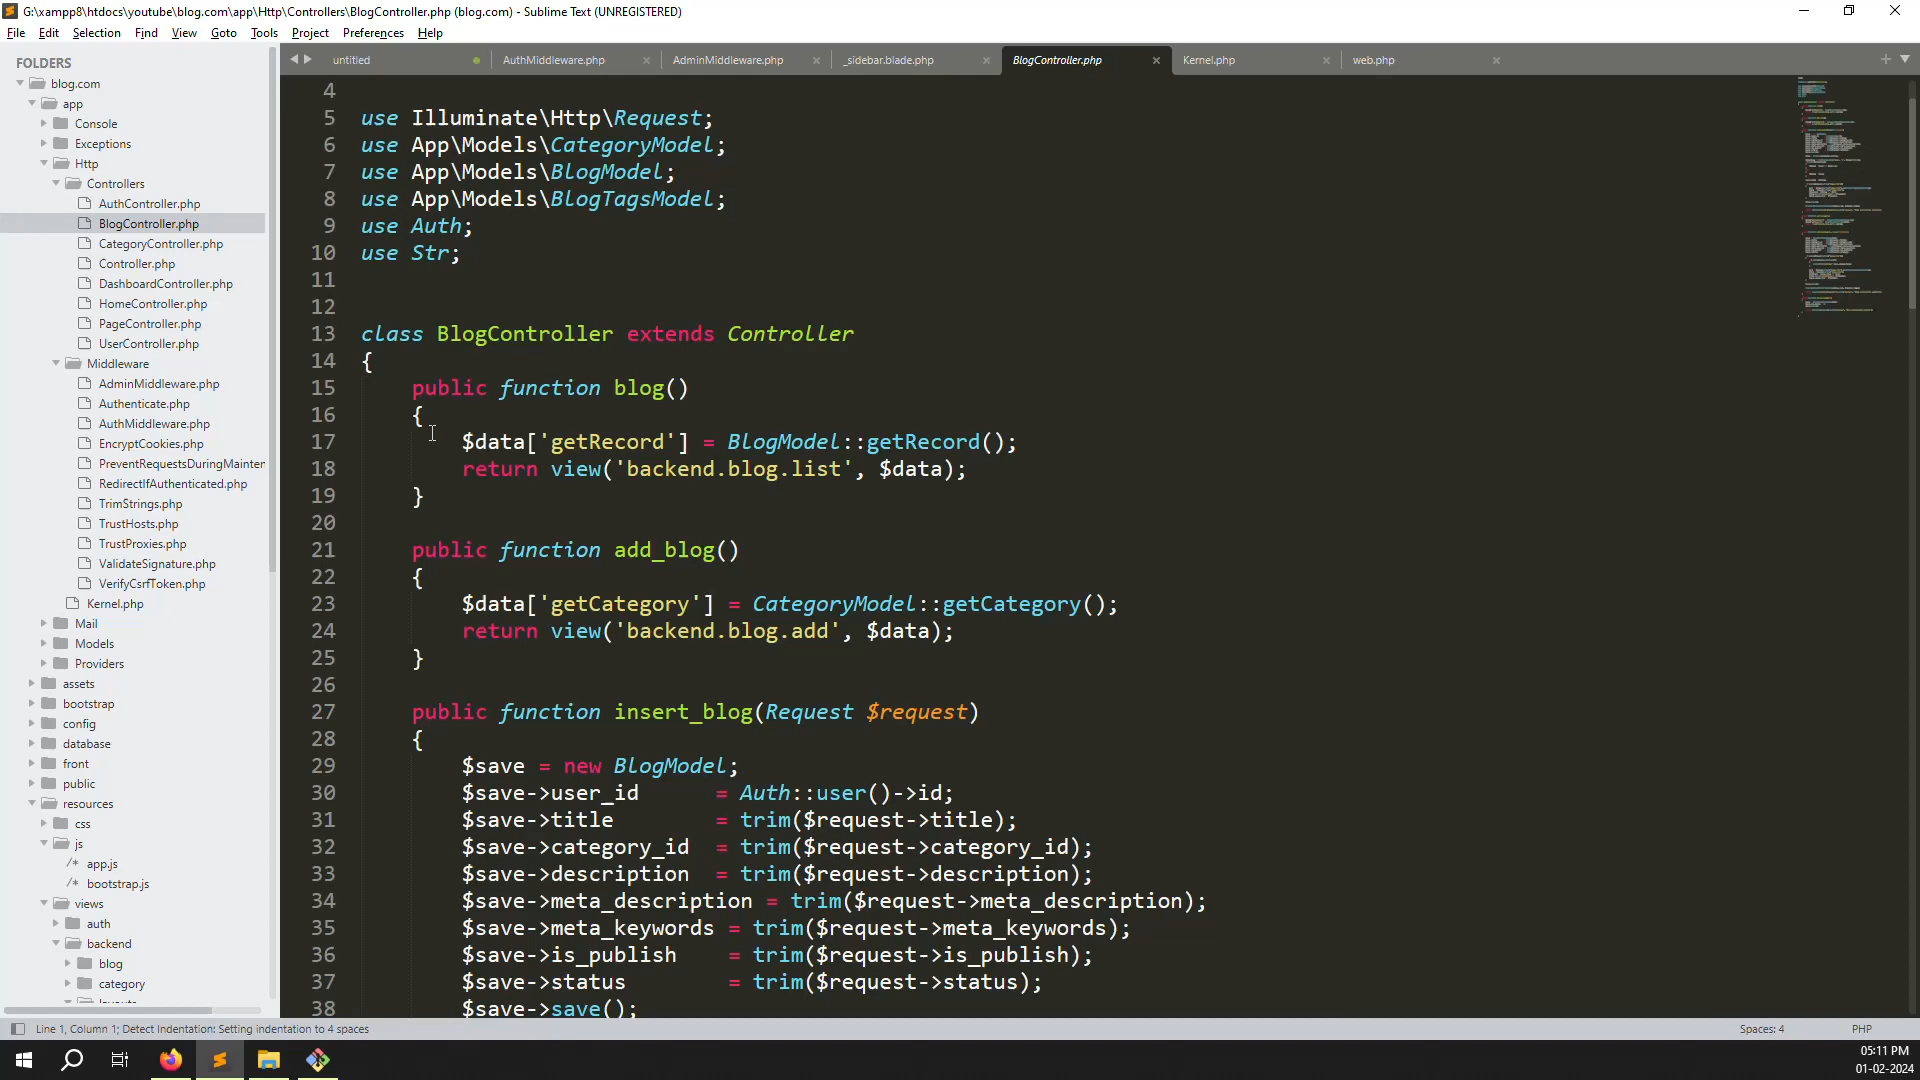 G:\xampp8\htdocs\youtube\blog.com\app\Http\Controllers\BlogController.php (blog.com) - Sublime Text (UNREGISTERED)
File Edit Selection Find View Goto Tools Project Preferences Help
FOLDERS
blog.com
app
Console
Exceptions
Http
Controllers
AuthController.php
BlogController.php
CategoryController.php
Controller.php
DashboardController.php
HomeController.php
PageController.php
UserController.php
Middleware
AdminMiddleware.php
Authenticate.php
AuthMiddleware.php
EncryptCookies.php
PreventRequestsDuringMainten
RedirectIfAuthenticated.php
TrimStrings.php
TrustHosts.php
TrustProxies.php
ValidateSignature.php
VerifyCsrfToken.php
Kernel.php
Mail
Models
Providers
assets
bootstrap
config
database
front
public
resources
css
js
/* app.js
/* bootstrap.js
views
auth
backend
blog
category
untitled AuthMiddleware.php AdminMiddleware.php _sidebar.blade.php BlogController.php Kernel.php web.php
4
5 use Illuminate\Http\Request;
6 use App\Models\CategoryModel;
7 use App\Models\BlogModel;
8 use App\Models\BlogTagsModel;
9 use Auth;
10 use Str;
11
12
13 class BlogController extends Controller
14 {
15 public function blog()
16 {
17 $data['getRecord'] = BlogModel::getRecord();
18 return view('backend.blog.list', $data);
19 }
20
21 public function add_blog()
22 {
23 $data['getCategory'] = CategoryModel::getCategory();
24 return view('backend.blog.add', $data);
25 }
26
27 public function insert_blog(Request $request)
28 {
29 $save = new BlogModel;
30 $save->user_id = Auth::user()->id;
31 $save->title = trim($request->title);
32 $save->category_id = trim($request->category_id);
33 $save->description = trim($request->description);
34 $save->meta_description = trim($request->meta_description);
35 $save->meta_keywords = trim($request->meta_keywords);
36 $save->is_publish = trim($request->is_publish);
37 $save->status = trim($request->status);
38 $save->save();
Line 1, Column 1; Detect Indentation: Setting indentation to 4 spaces
Spaces: 4
PHP
05:11 PM
01-02-2024